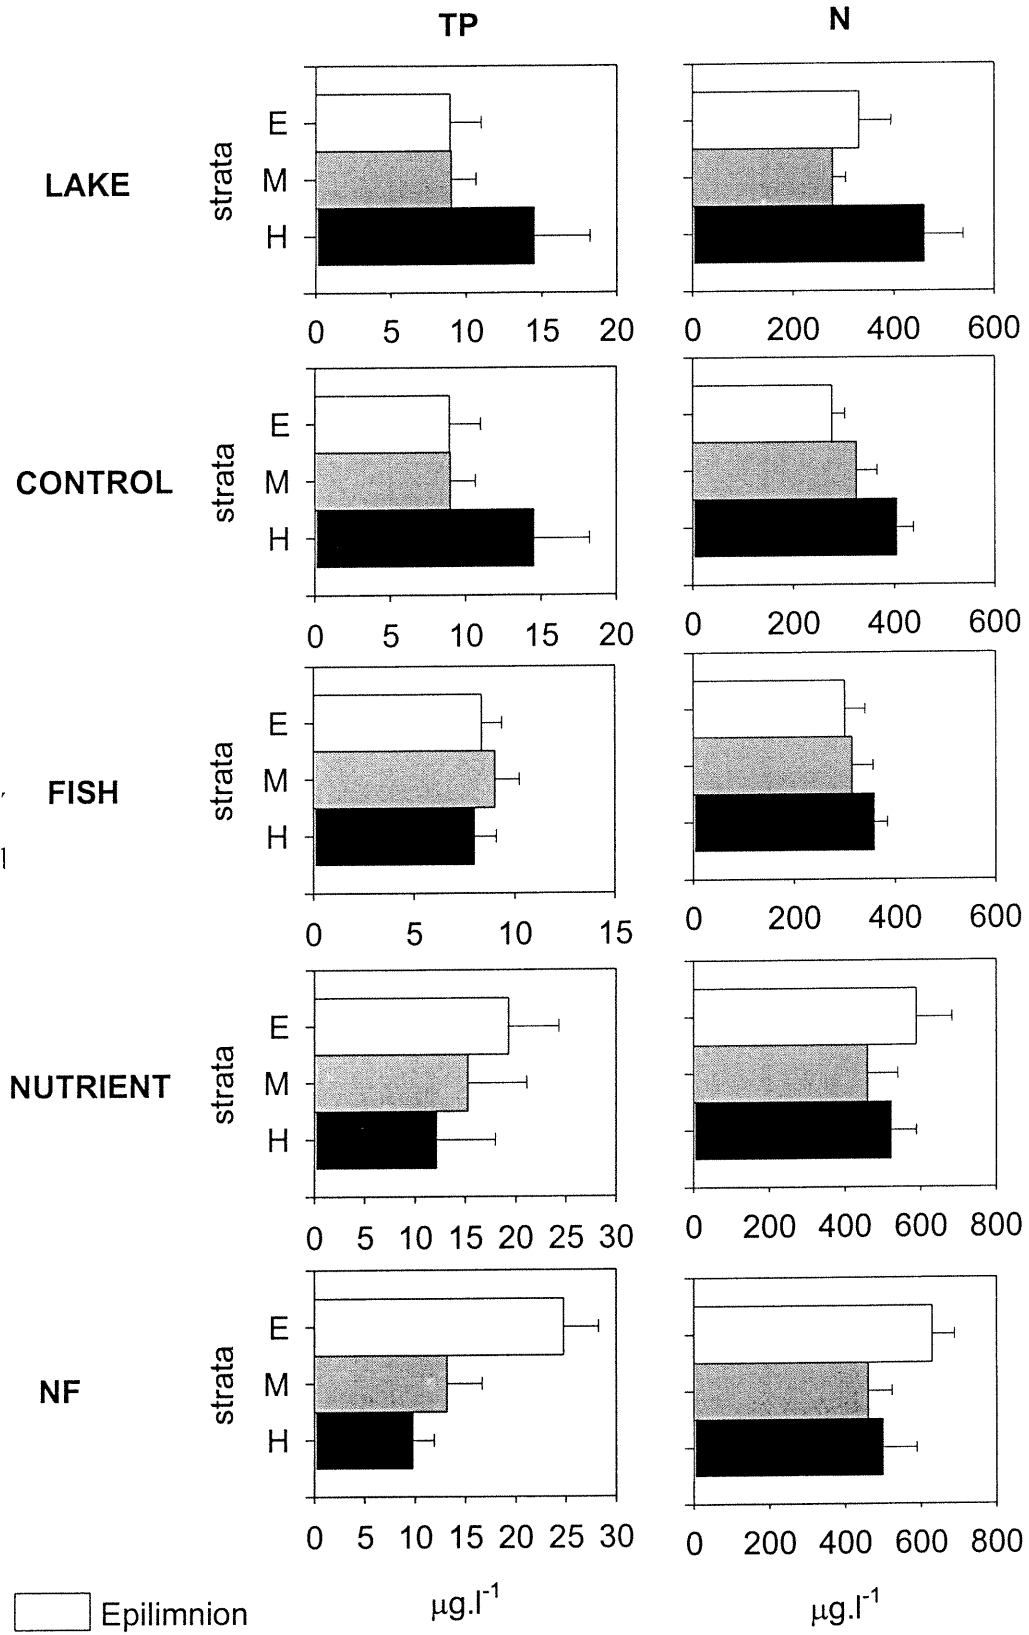 TP N
LAKE
strata
E
M
H
0 5 10 15 20
0 200 400 600
CONTROL
strata
E
M
H
0 5 10 15 20
0 200 400 600
FISH
strata
E
M
H
0 5 10 15
0 200 400 600
NUTRIENT
strata
E
M
H
0 5 10 15 20 25 30
0 200 400 600 800
NF
strata
E
M
H
0 5 10 15 20 25 30
0 200 400 600 800
Epilimnion
µg.l-1
µg.l-1